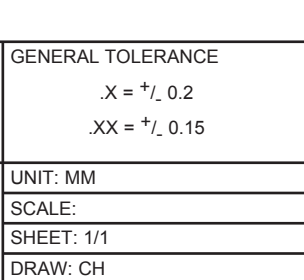 GENERAL TOLERANCE
.X = +/- 0.2
.XX = +/- 0.15
UNIT: MM
SCALE:
SHEET: 1/1
DRAW: CH